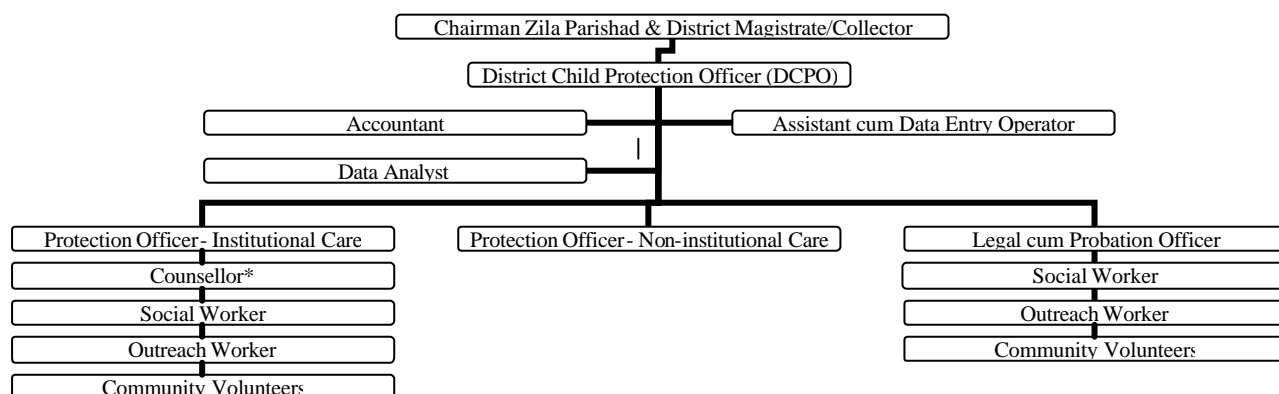 Chairman Zila Parishad & District Magistrate/Collector
District Child Protection Officer (DCPO)
Accountant
Assistant cum Data Entry Operator
Data Analyst
Protection Officer - Institutional Care
Protection Officer - Non-institutional Care
Legal cum Probation Officer
Counsellor*
Social Worker
Social Worker
Outreach Worker
Outreach Worker
Community Volunteers
Community Volunteers